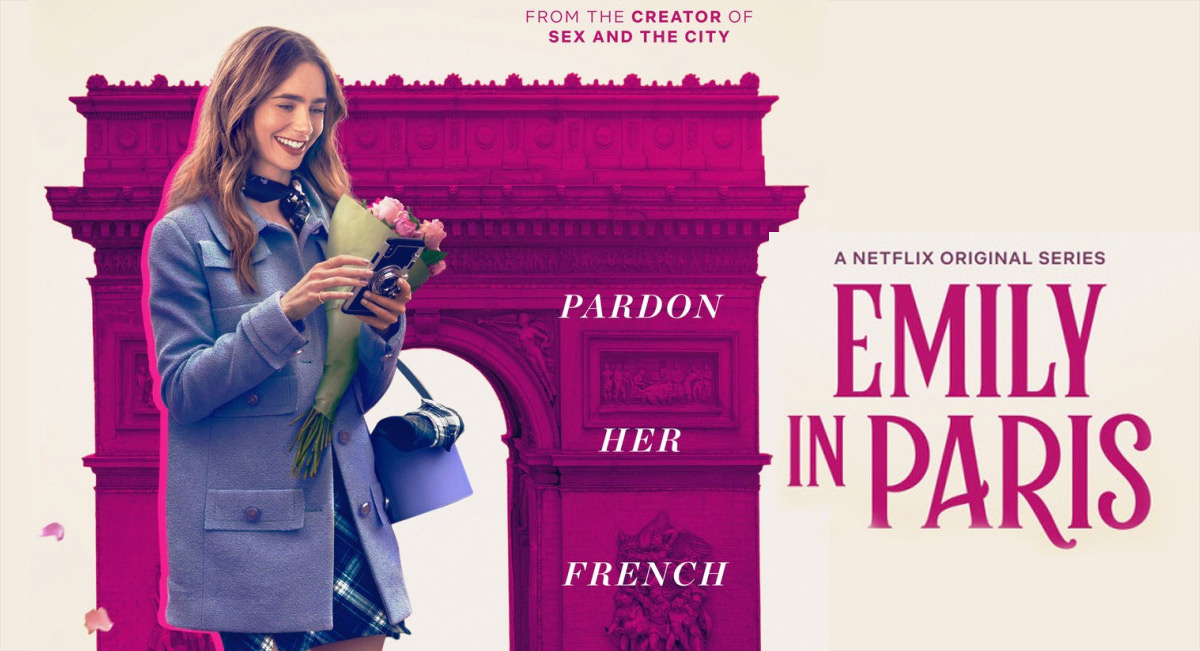 FROM THE CREATOR OF
SEX AND THE CITY
PARDON
HER
FRENCH
A NETFLIX ORIGINAL SERIES
EMILY
IN PARIS